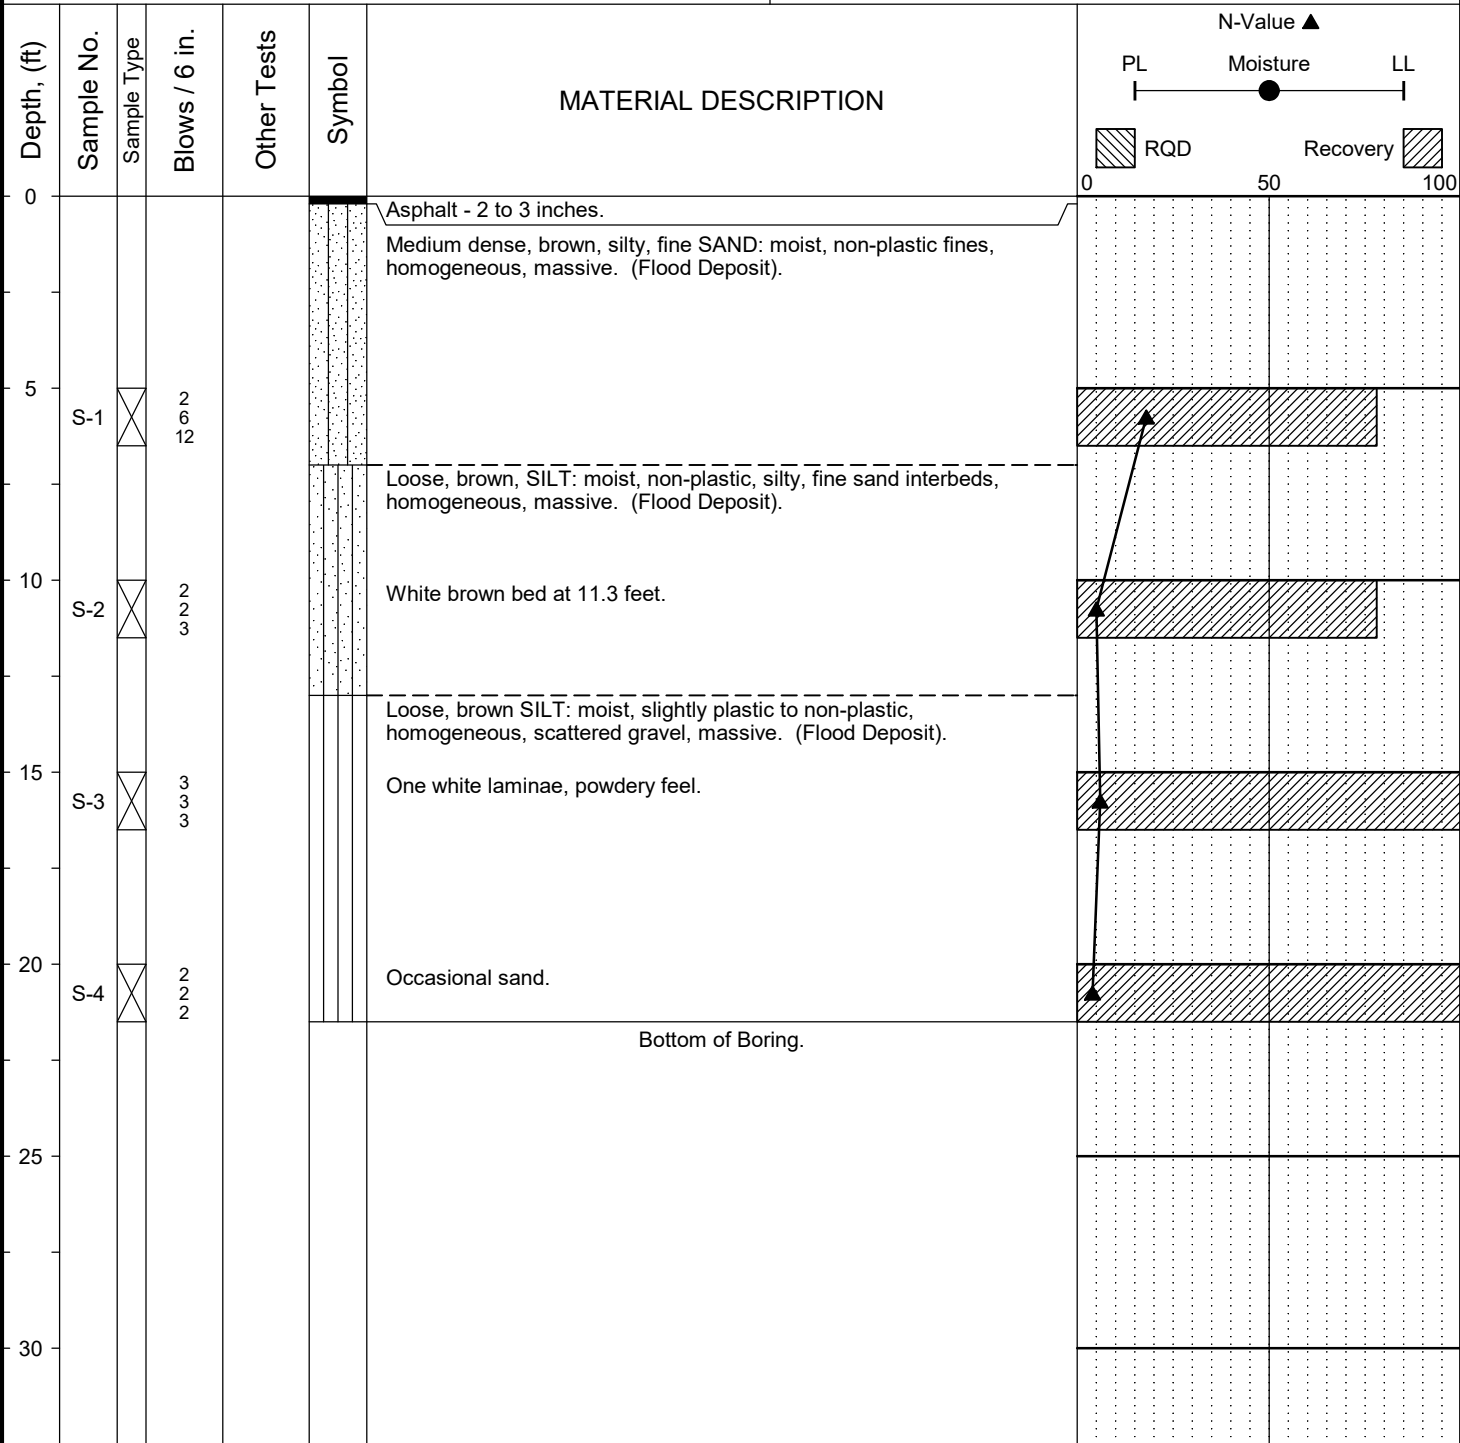 Depth, (ft)
Sample No.
Sample Type
Blows / 6 in.
Other Tests
Symbol
MATERIAL DESCRIPTION
N-Value ▲
PL Moisture LL
RQD Recovery
0 50 100
0
Asphalt - 2 to 3 inches.
Medium dense, brown, silty, fine SAND: moist, non-plastic fines,
homogeneous, massive. (Flood Deposit).
5
S-1
2
6
12
Loose, brown, SILT: moist, non-plastic, silty, fine sand interbeds,
homogeneous, massive. (Flood Deposit).
10
S-2
2
2
3
White brown bed at 11.3 feet.
Loose, brown SILT: moist, slightly plastic to non-plastic,
homogeneous, scattered gravel, massive. (Flood Deposit).
15
S-3
3
3
3
One white laminae, powdery feel.
20
S-4
2
2
2
Occasional sand.
Bottom of Boring.
25
30